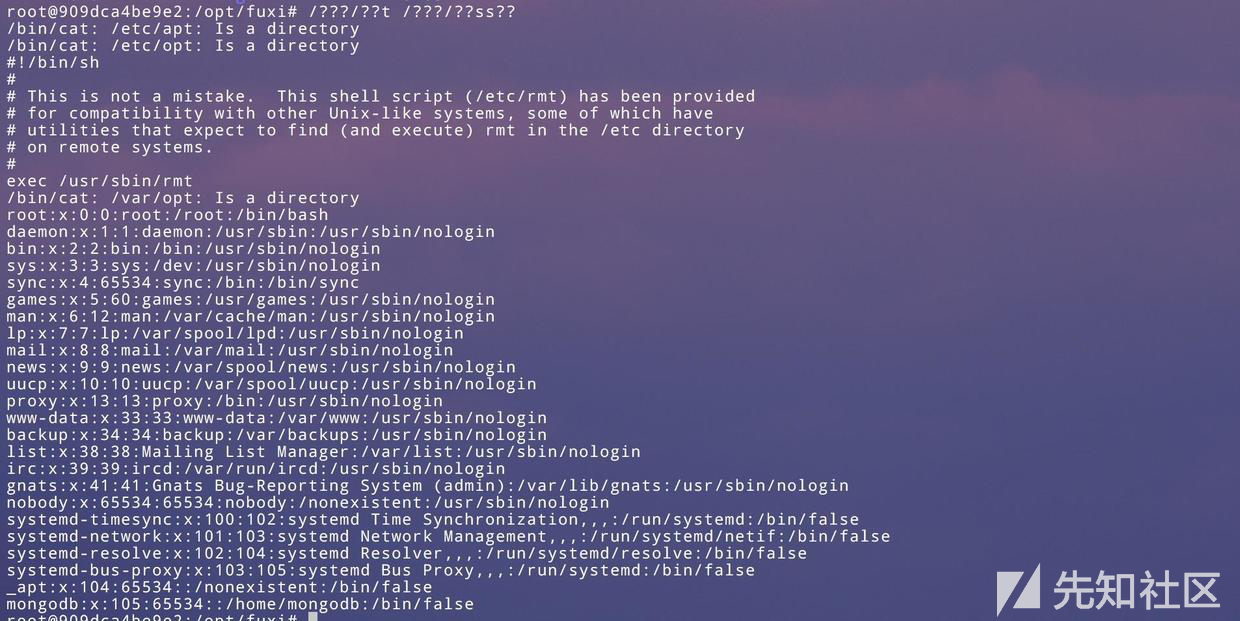 root@909dca4be9e2:/opt/fuxi# /???/??t /???/??ss??
/bin/cat: /etc/apt: Is a directory
/bin/cat: /etc/opt: Is a directory
#!/bin/sh
#
# This is not a mistake.  This shell script (/etc/rmt) has been provided
# for compatibility with other Unix-like systems, some of which have
# utilities that expect to find (and execute) rmt in the /etc directory
# on remote systems.
#
exec /usr/sbin/rmt
/bin/cat: /var/opt: Is a directory
root:x:0:0:root:/root:/bin/bash
daemon:x:1:1:daemon:/usr/sbin:/usr/sbin/nologin
bin:x:2:2:bin:/bin:/usr/sbin/nologin
sys:x:3:3:sys:/dev:/usr/sbin/nologin
sync:x:4:65534:sync:/bin:/bin/sync
games:x:5:60:games:/usr/games:/usr/sbin/nologin
man:x:6:12:man:/var/cache/man:/usr/sbin/nologin
lp:x:7:7:lp:/var/spool/lpd:/usr/sbin/nologin
mail:x:8:8:mail:/var/mail:/usr/sbin/nologin
news:x:9:9:news:/var/spool/news:/usr/sbin/nologin
uucp:x:10:10:uucp:/var/spool/uucp:/usr/sbin/nologin
proxy:x:13:13:proxy:/bin:/usr/sbin/nologin
www-data:x:33:33:www-data:/var/www:/usr/sbin/nologin
backup:x:34:34:backup:/var/backups:/usr/sbin/nologin
list:x:38:38:Mailing List Manager:/var/list:/usr/sbin/nologin
irc:x:39:39:ircd:/var/run/ircd:/usr/sbin/nologin
gnats:x:41:41:Gnats Bug-Reporting System (admin):/var/lib/gnats:/usr/sbin/nologin
nobody:x:65534:65534:nobody:/nonexistent:/usr/sbin/nologin
systemd-timesync:x:100:102:systemd Time Synchronization,,,:/run/systemd:/bin/false
systemd-network:x:101:103:systemd Network Management,,,:/run/systemd/netif:/bin/false
systemd-resolve:x:102:104:systemd Resolver,,,:/run/systemd/resolve:/bin/false
systemd-bus-proxy:x:103:105:systemd Bus Proxy,,,:/run/systemd:/bin/false
_apt:x:104:65534::/nonexistent:/bin/false
mongodb:x:105:65534::/home/mongodb:/bin/false
root@909dca4be9e2:/opt/fuxi#
先知社区